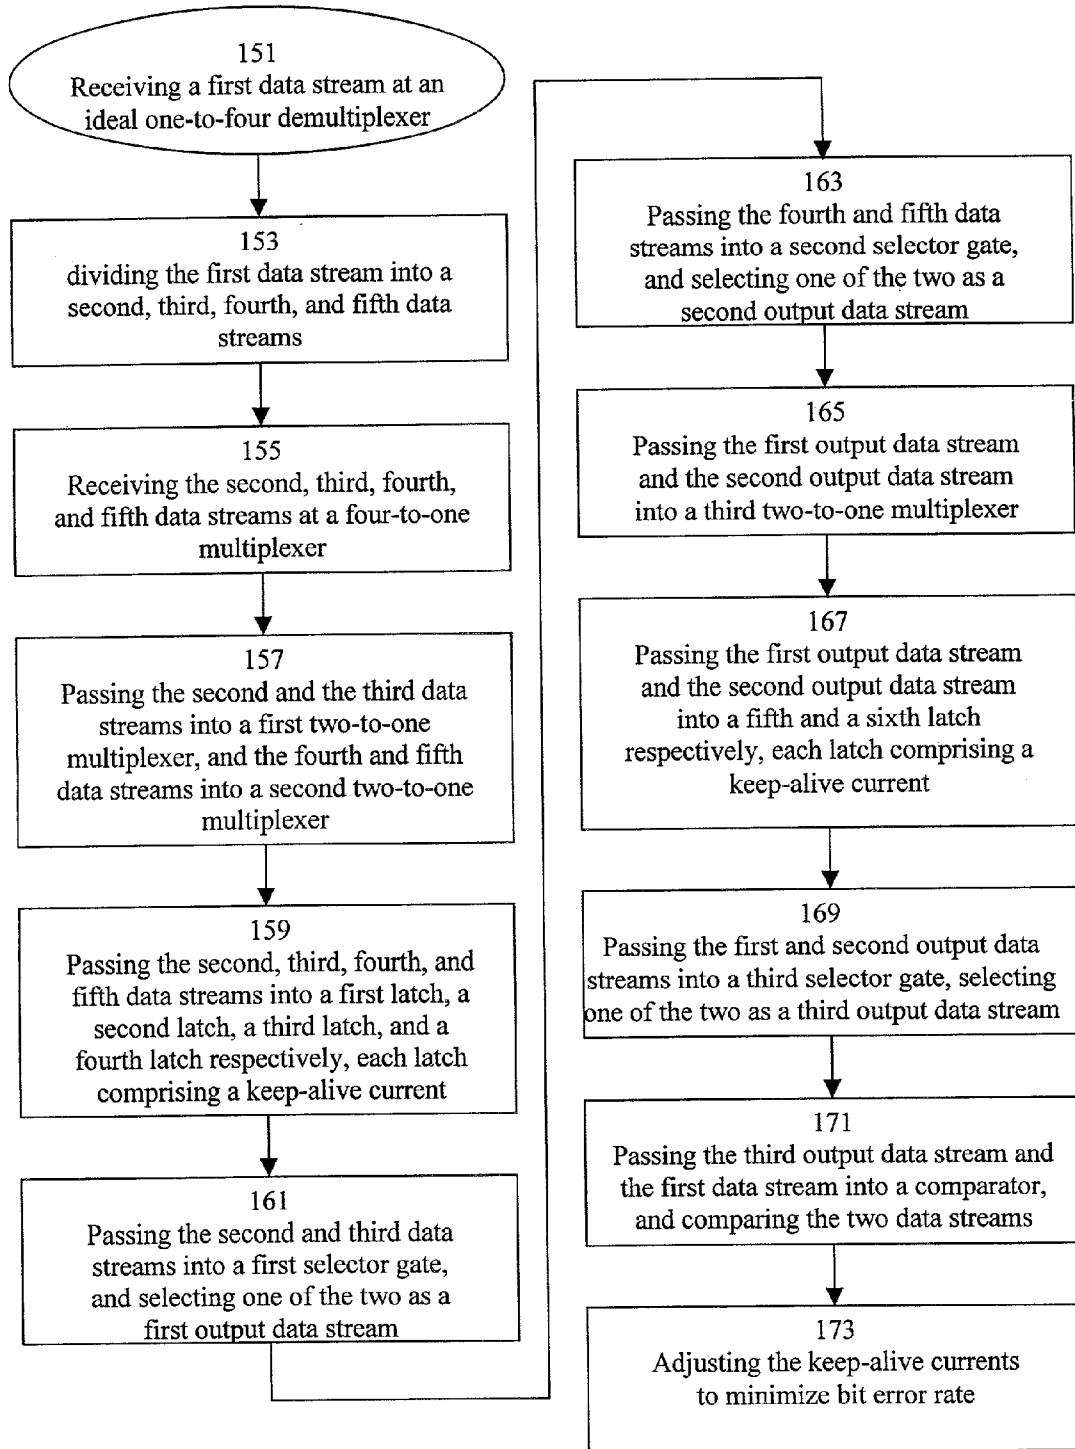 151
Receiving a first data stream at an
ideal one-to-four demultiplexer
153
dividing the first data stream into a
second, third, fourth, and fifth data
streams
155
Receiving the second, third, fourth,
and fifth data streams at a four-to-one
multiplexer
157
Passing the second and the third data
streams into a first two-to-one
multiplexer, and the fourth and fifth
data streams into a second two-to-one
multiplexer
159
Passing the second, third, fourth, and
fifth data streams into a first latch, a
second latch, a third latch, and a
fourth latch respectively, each latch
comprising a keep-alive current
161
Passing the second and third data
streams into a first selector gate,
and selecting one of the two as a
first output data stream
163
Passing the fourth and fifth data
streams into a second selector gate,
and selecting one of the two as a
second output data stream
165
Passing the first output data stream
and the second output data stream
into a third two-to-one multiplexer
167
Passing the first output data stream
and the second output data stream
into a fifth and a sixth latch
respectively, each latch comprising a
keep-alive current
169
Passing the first and second output data
streams into a third selector gate, selecting
one of the two as a third output data stream
171
Passing the third output data stream and
the first data stream into a comparator,
and comparing the two data streams
173
Adjusting the keep-alive currents
to minimize bit error rate